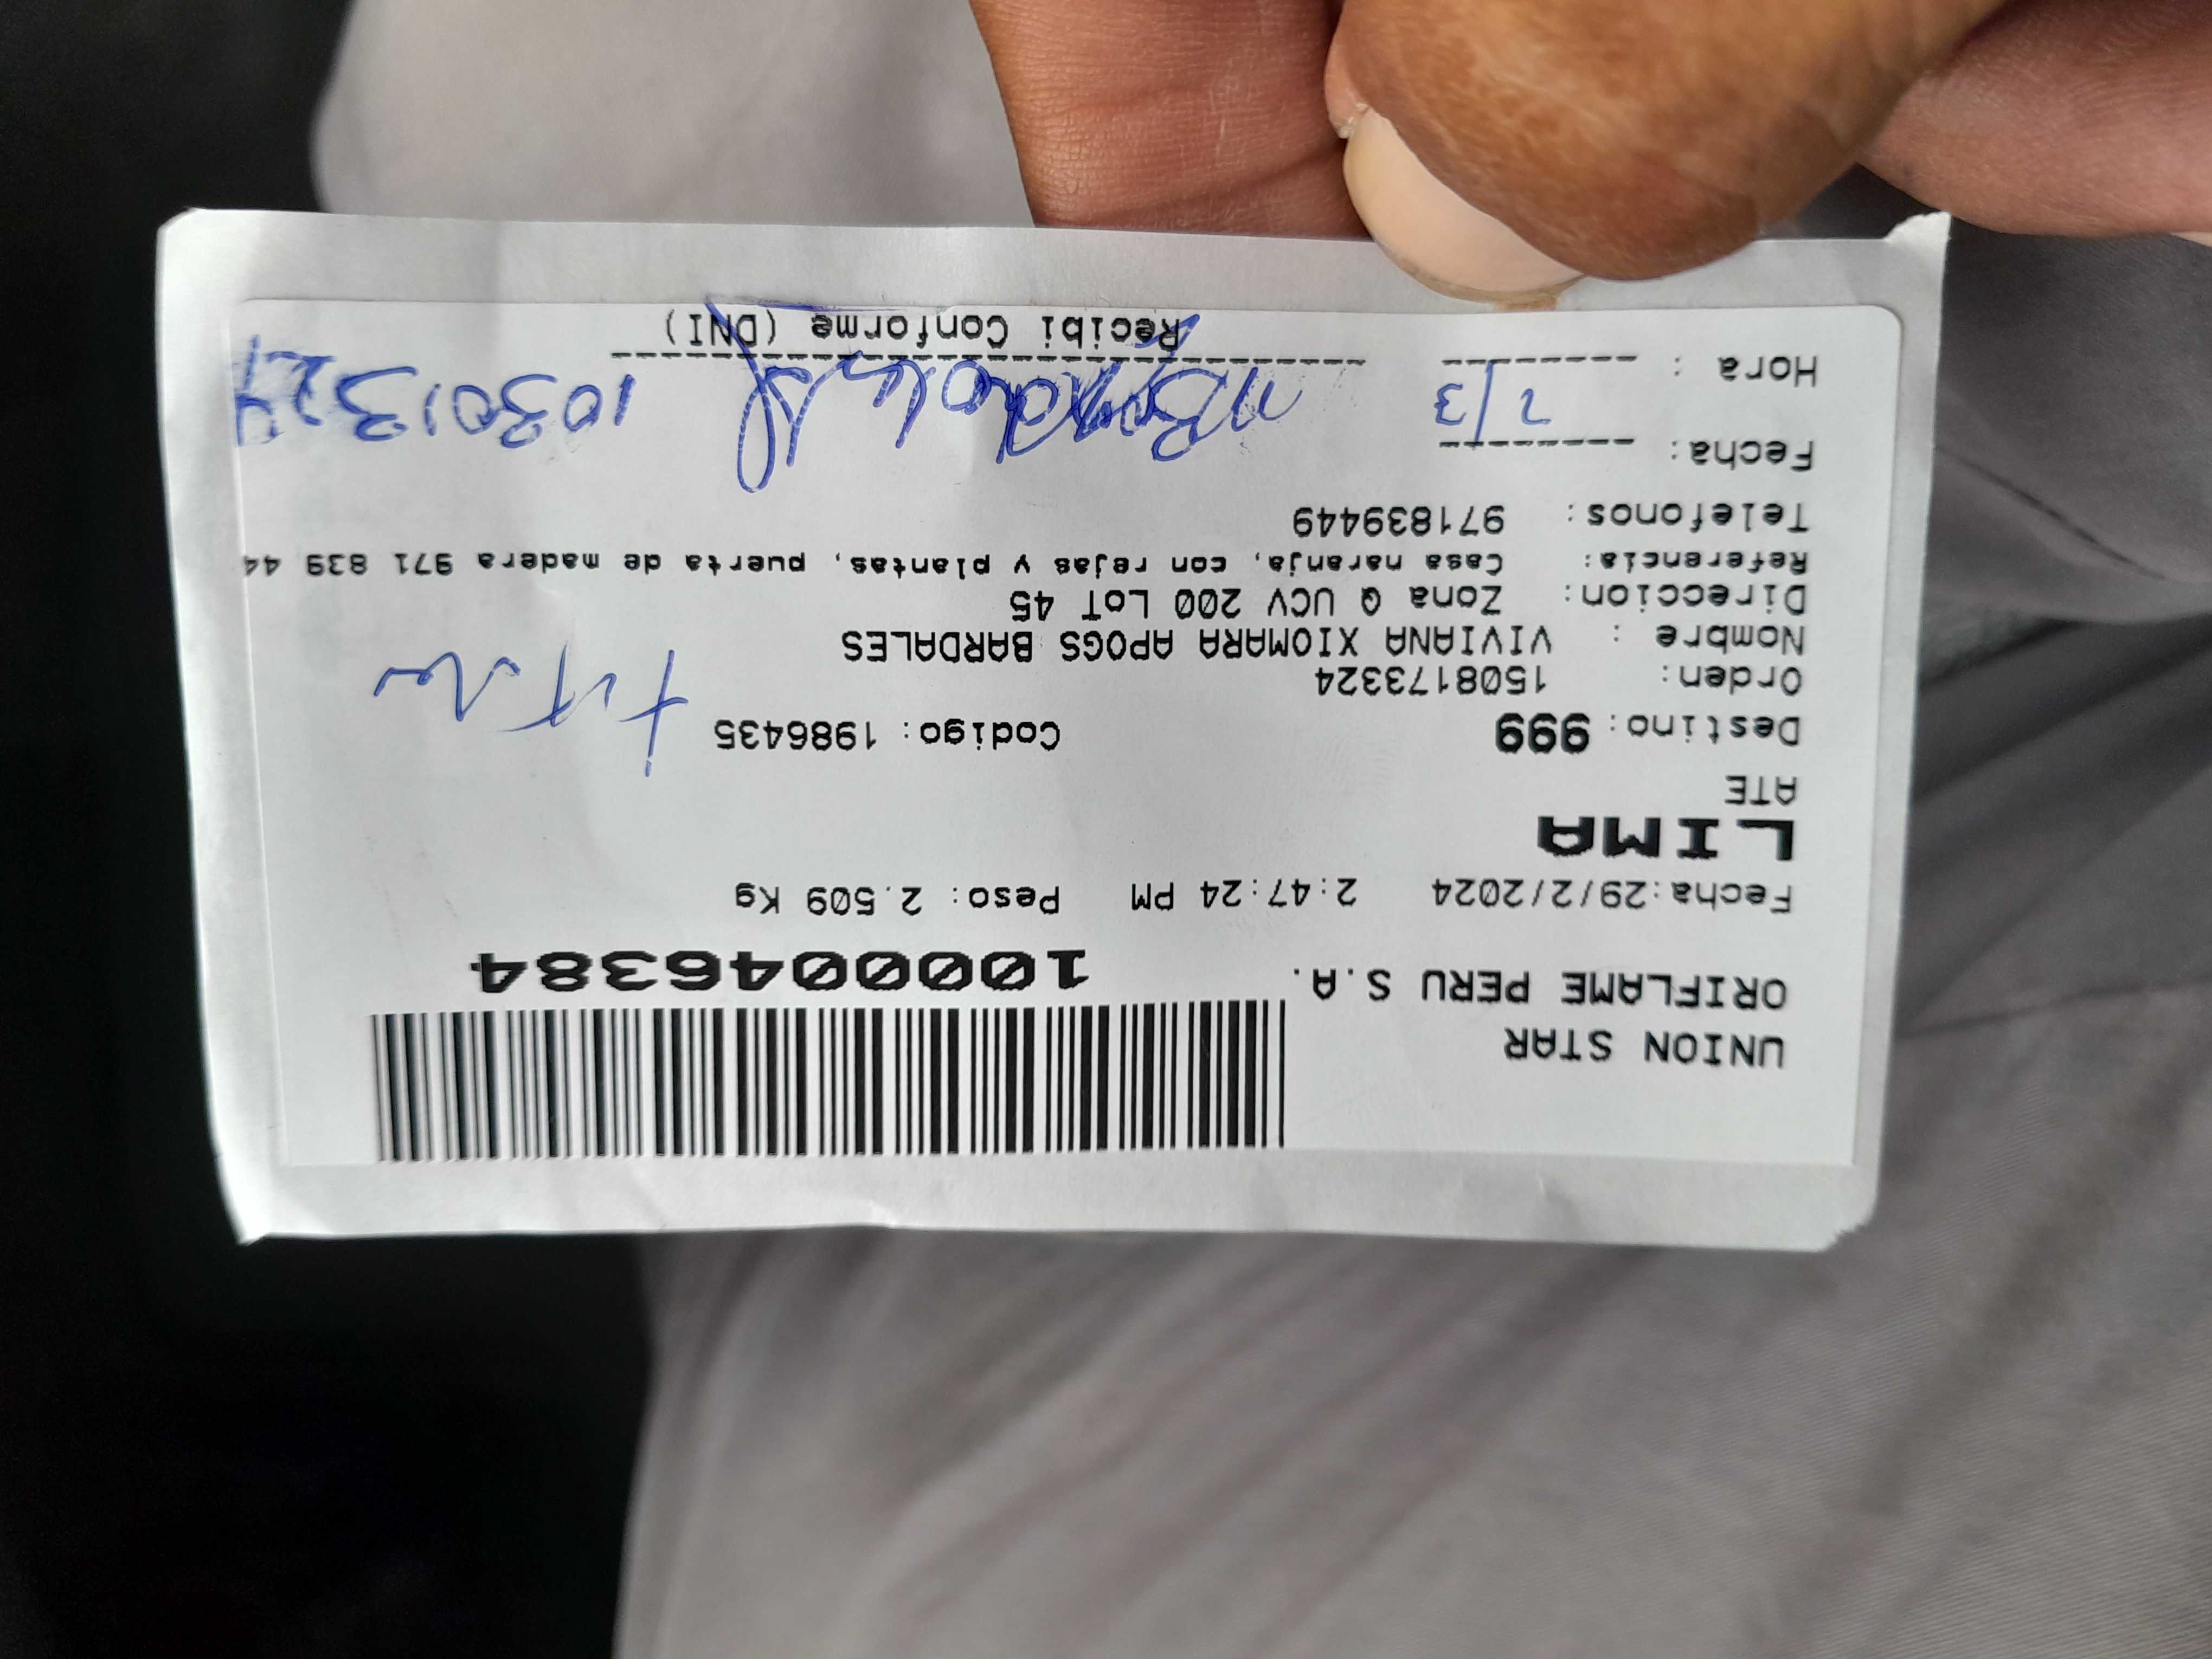 UNION STAR
ORIFLAME PERU S.A.
1000046384
Fecha:29/2/2024 2:47:24 PM Peso: 2.509 Kg
LIMA
ATE
Destino: 999 Codigo: 1986435
Orden: 1508173324
Nombre : VIVIANA XIOMARA APOGS BARDALES
Direccion: Zona Q UCV 200 LoT 45
Referencia: Casa naranja, con rejas y plantas, puerta de madera 971 839 44
Telefonos: 971839449
Fecha: 2/3
Hora :
10301324
Recibi Conforme (DNI)